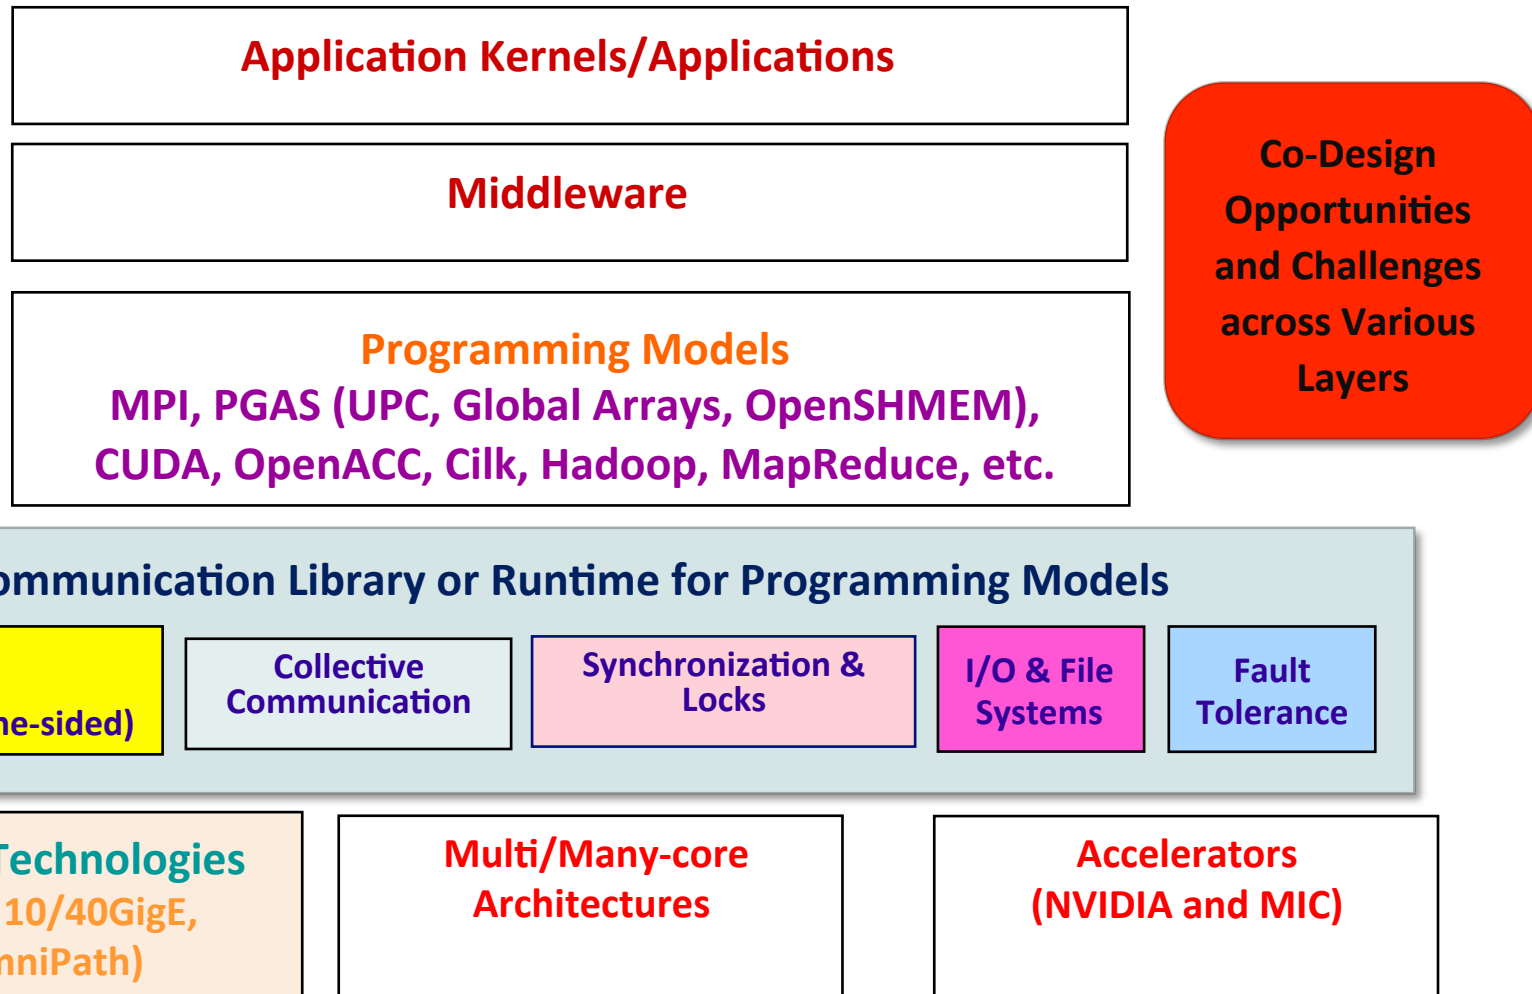 Application Kernels/Applications
Middleware
Co-Design
Opportunities
and Challenges
across Various
Layers
Programming Models
MPI, PGAS (UPC, Global Arrays, OpenSHMEM),
CUDA, OpenACC, Cilk, Hadoop, MapReduce, etc.
ommunication Library or Runtime for Programming Models
ne-sided)
Collective
Communication
Synchronization &
Locks
I/O & File
Systems
Fault
Tolerance
Technologies
10/40GigE,
mniPath)
Multi/Many-core
Architectures
Accelerators
(NVIDIA and MIC)